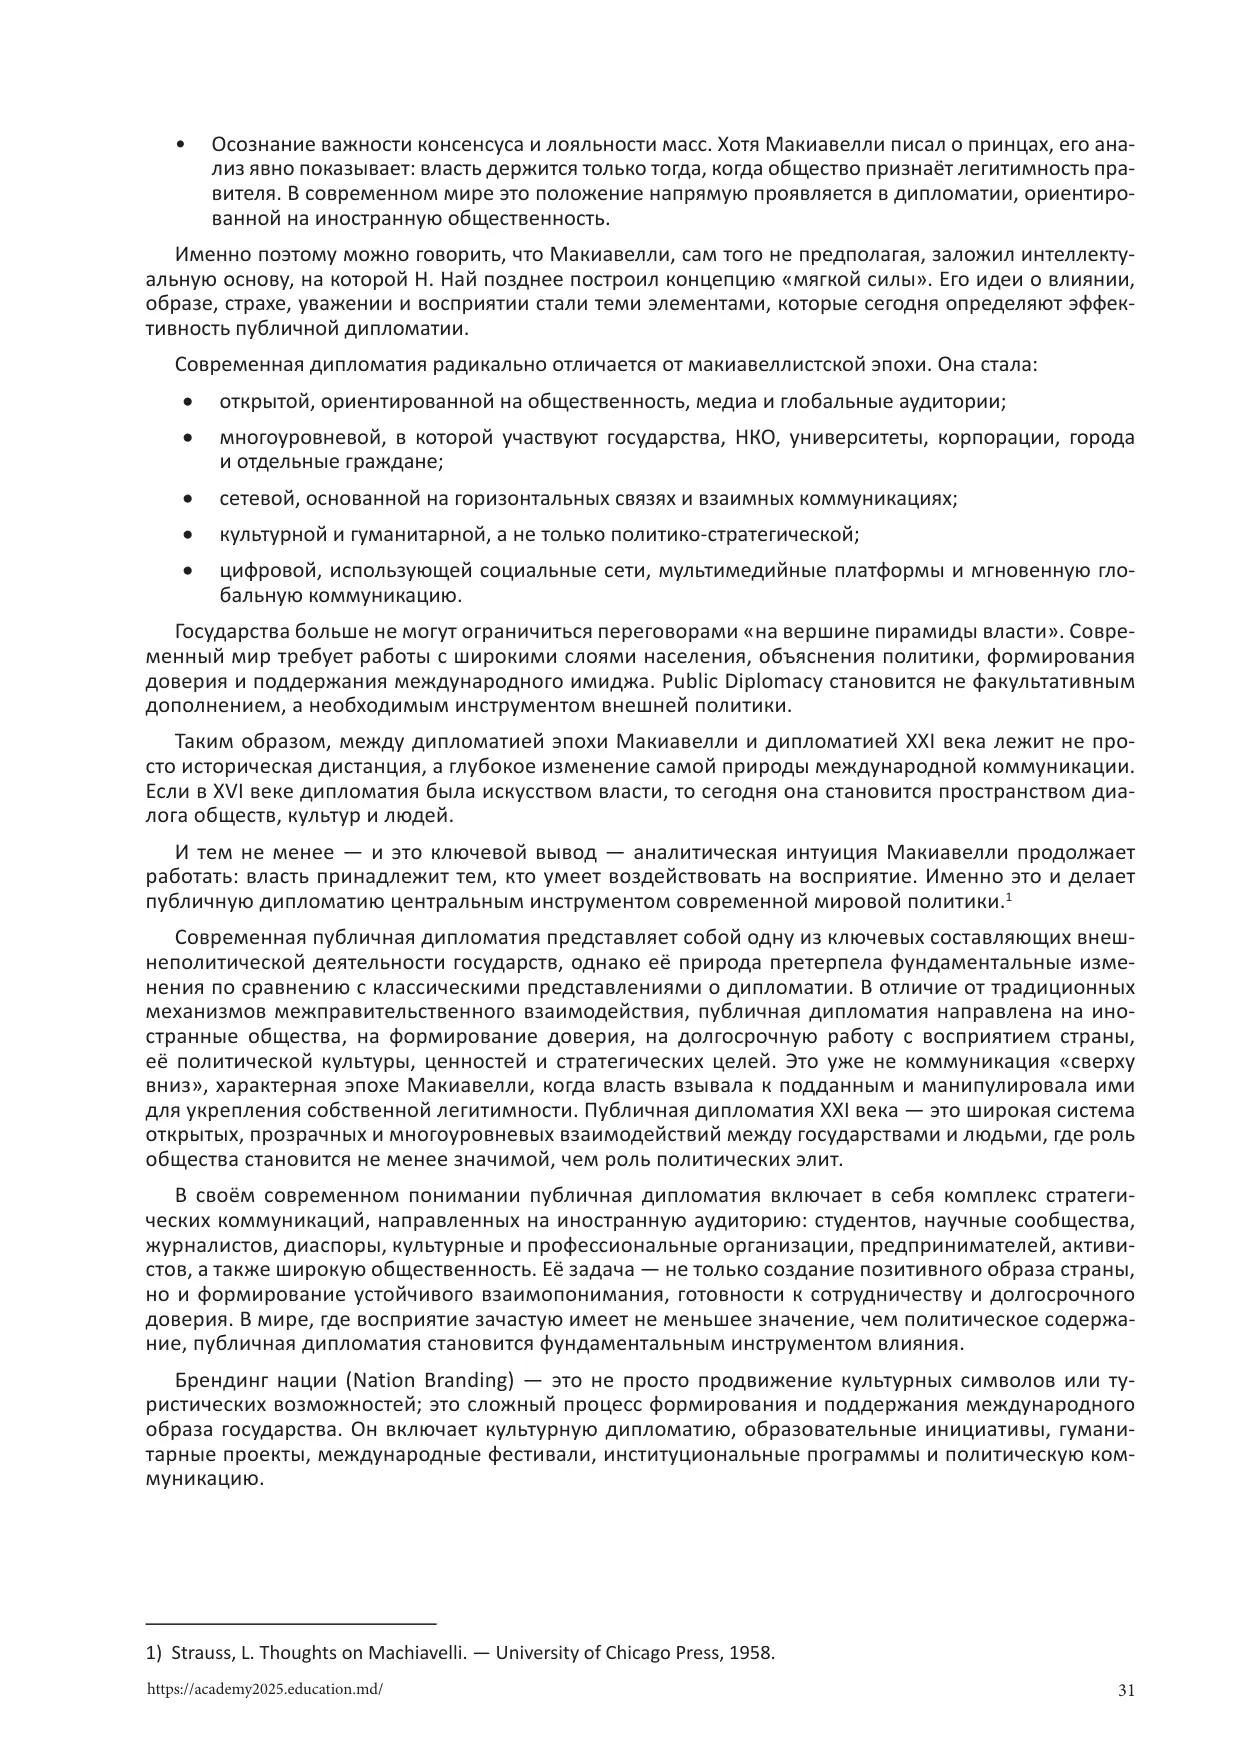 • Осознание важности консенсуса и лояльности масс. Хотя Макиавелли писал о принцах, его ана-
лиз явно показывает: власть держится только тогда, когда общество признаёт легитимность пра-
вителя. В современном мире это положение напрямую проявляется в дипломатии, ориентиро-
ванной на иностранную общественность.
Именно поэтому можно говорить, что Макиавелли, сам того не предполагая, заложил интеллекту-
альную основу, на которой Н. Най позднее построил концепцию «мягкой силы». Его идеи о влиянии,
образе, страхе, уважении и восприятии стали теми элементами, которые сегодня определяют эффек-
тивность публичной дипломатии.
Современная дипломатия радикально отличается от макиавеллистской эпохи. Она стала:
• открытой, ориентированной на общественность, медиа и глобальные аудитории;
• многоуровневой, в которой участвуют государства, НКО, университеты, корпорации, города
и отдельные граждане;
• сетевой, основанной на горизонтальных связях и взаимных коммуникациях;
• культурной и гуманитарной, а не только политико-стратегической;
• цифровой, использующей социальные сети, мультимедийные платформы и мгновенную гло-
бальную коммуникацию.
Государства больше не могут ограничиться переговорами «на вершине пирамиды власти». Совре-
менный мир требует работы с широкими слоями населения, объяснения политики, формирования
доверия и поддержания международного имиджа. Public Diplomacy становится не факультативным
дополнением, а необходимым инструментом внешней политики.
Таким образом, между дипломатией эпохи Макиавелли и дипломатией XXI века лежит не про-
сто историческая дистанция, а глубокое изменение самой природы международной коммуникации.
Если в XVI веке дипломатия была искусством власти, то сегодня она становится пространством диа-
лога обществ, культур и людей.
И тем не менее — и это ключевой вывод — аналитическая интуиция Макиавелли продолжает
работать: власть принадлежит тем, кто умеет воздействовать на восприятие. Именно это и делает
публичную дипломатию центральным инструментом современной мировой политики.¹
Современная публичная дипломатия представляет собой одну из ключевых составляющих внеш-
неполитической деятельности государств, однако её природа претерпела фундаментальные изме-
нения по сравнению с классическими представлениями о дипломатии. В отличие от традиционных
механизмов межправительственного взаимодействия, публичная дипломатия направлена на ино-
странные общества, на формирование доверия, на долгосрочную работу с восприятием страны,
её политической культуры, ценностей и стратегических целей. Это уже не коммуникация «сверху
вниз», характерная эпохе Макиавелли, когда власть взывала к подданным и манипулировала ими
для укрепления собственной легитимности. Публичная дипломатия XXI века — это широкая система
открытых, прозрачных и многоуровневых взаимодействий между государствами и людьми, где роль
общества становится не менее значимой, чем роль политических элит.
В своём современном понимании публичная дипломатия включает в себя комплекс стратеги-
ческих коммуникаций, направленных на иностранную аудиторию: студентов, научные сообщества,
журналистов, диаспоры, культурные и профессиональные организации, предпринимателей, активи-
стов, а также широкую общественность. Её задача — не только создание позитивного образа страны,
но и формирование устойчивого взаимопонимания, готовности к сотрудничеству и долгосрочного
доверия. В мире, где восприятие зачастую имеет не меньшее значение, чем политическое содержа-
ние, публичная дипломатия становится фундаментальным инструментом влияния.
Брендинг нации (Nation Branding) — это не просто продвижение культурных символов или ту-
ристических возможностей; это сложный процесс формирования и поддержания международного
образа государства. Он включает культурную дипломатию, образовательные инициативы, гумани-
тарные проекты, международные фестивали, институциональные программы и политическую ком-
муникацию.
1) Strauss, L. Thoughts on Machiavelli. — University of Chicago Press, 1958.
https://academy2025.education.md/
31